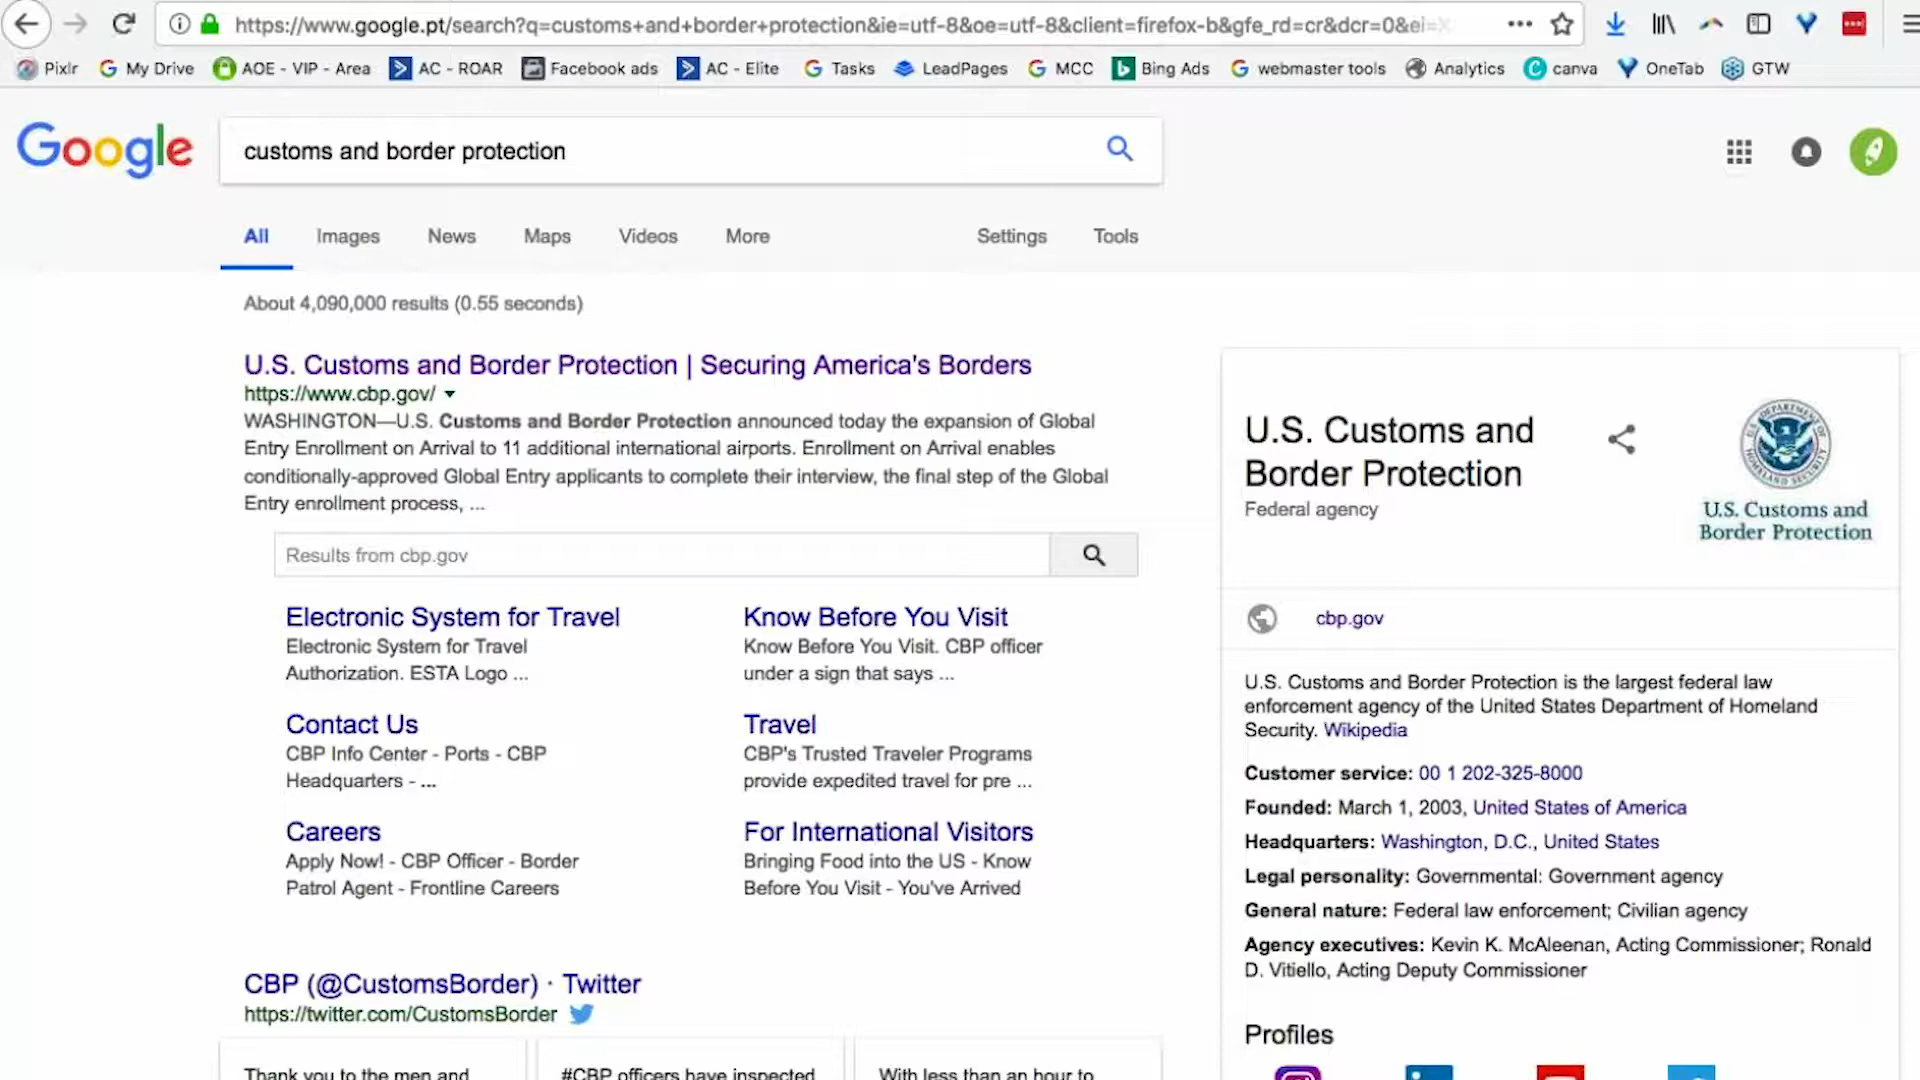 https://www.google.pt/search?q=customs+and+border+protection&ie=utf-8&oe=utf-8&client=firefox-b&gfe_rd=cr&dcr=0&ei=
Pixlr My Drive AOE - VIP - Area AC - ROAR Facebook ads AC - Elite Tasks LeadPages MCC Bing Ads webmaster tools Analytics canva OneTab GTW
Google
customs and border protection
All Images News Maps Videos More Settings Tools
About 4,090,000 results (0.55 seconds)
U.S. Customs and Border Protection | Securing America's Borders
https://www.cbp.gov/
WASHINGTON—U.S. Customs and Border Protection announced today the expansion of Global
Entry Enrollment on Arrival to 11 additional international airports. Enrollment on Arrival enables
conditionally-approved Global Entry applicants to complete their interview, the final step of the Global
Entry enrollment process, ...
Results from cbp.gov
Electronic System for Travel
Electronic System for Travel
Authorization. ESTA Logo ...
Know Before You Visit
Know Before You Visit. CBP officer
under a sign that says ...
Contact Us
CBP Info Center - Ports - CBP
Headquarters - ...
Travel
CBP's Trusted Traveler Programs
provide expedited travel for pre ...
Careers
Apply Now! - CBP Officer - Border
Patrol Agent - Frontline Careers
For International Visitors
Bringing Food into the US - Know
Before You Visit - You've Arrived
CBP (@CustomsBorder) · Twitter
https://twitter.com/CustomsBorder
Thank you to the men and
#CBP officers have inspected
With less than an hour to
U.S. Customs and
Border Protection
Federal agency
U.S. Customs and
Border Protection
cbp.gov
U.S. Customs and Border Protection is the largest federal law
enforcement agency of the United States Department of Homeland
Security. Wikipedia
Customer service: 00 1 202-325-8000
Founded: March 1, 2003, United States of America
Headquarters: Washington, D.C., United States
Legal personality: Governmental: Government agency
General nature: Federal law enforcement; Civilian agency
Agency executives: Kevin K. McAleenan, Acting Commissioner; Ronald
D. Vitiello, Acting Deputy Commissioner
Profiles